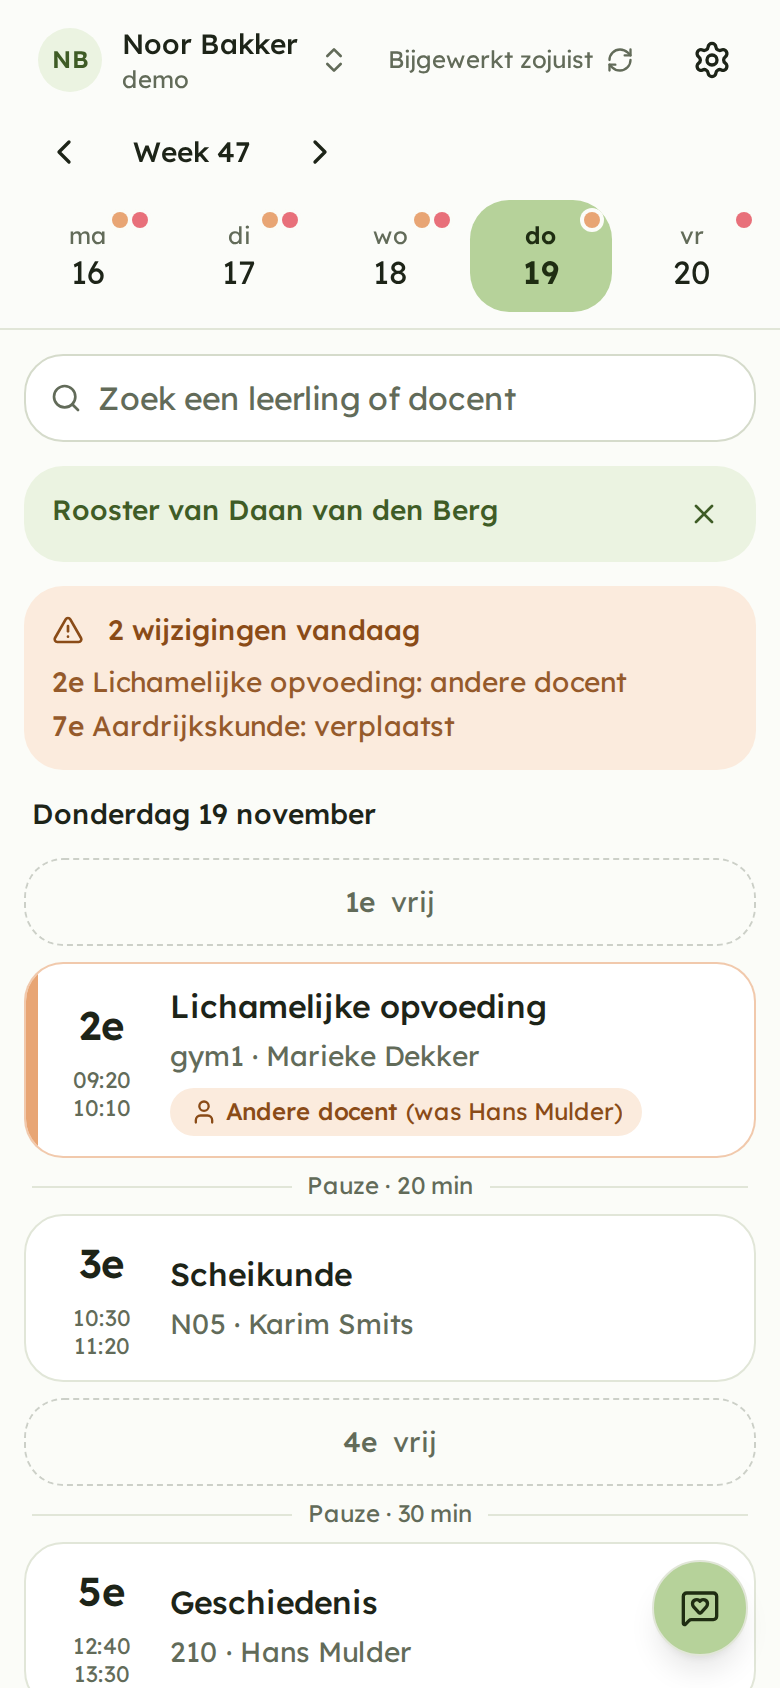 NB
Noor Bakker
demo
Bijgewerkt zojuist
Week 47
ma di wo do vr
16 17 18 19 20
Zoek een leerling of docent
Rooster van Daan van den Berg
2 wijzigingen vandaag
2e Lichamelijke opvoeding: andere docent
7e Aardrijkskunde: verplaatst
Donderdag 19 november
1e vrij
2e
09:20
10:10
Lichamelijke opvoeding
gym1 · Marieke Dekker
Andere docent (was Hans Mulder)
Pauze · 20 min
3e
10:30
11:20
Scheikunde
N05 · Karim Smits
4e vrij
Pauze · 30 min
5e
12:40
13:30
Geschiedenis
210 · Hans Mulder